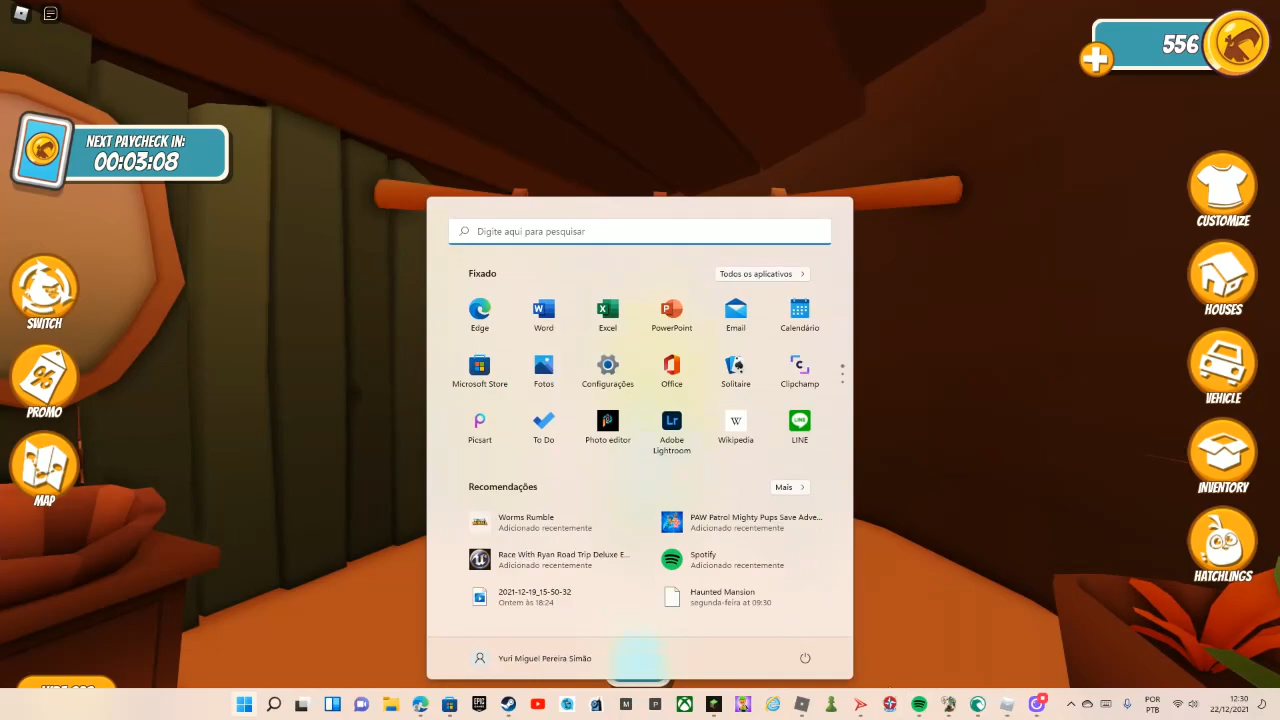 556
NEXT PAYCHECK IN:
00:03:08
SWITCH
PROMO
MAP
CUSTOMIZE
HOUSES
VEHICLE
INVENTORY
HATCHLINGS
Digite aqui para pesquisar
Fixado
Todos os aplicativos
Edge
Word
Excel
PowerPoint
Email
Calendário
Microsoft Store
Fotos
Configurações
Office
Solitaire
Clipchamp
Picsart
To Do
Photo editor
Adobe Lightroom
Wikipedia
LINE
Recomendações
Mais
Worms Rumble
Adicionado recentemente
PAW Patrol Mighty Pups Save Adve...
Adicionado recentemente
Race With Ryan Road Trip Deluxe E...
Adicionado recentemente
Spotify
Adicionado recentemente
2021-12-19_15-50-32
Ontem às 18:24
Haunted Mansion
segunda-feira at 09:30
Yuri Miguel Pereira Simão
POR
PTB
12:30
22/12/2021